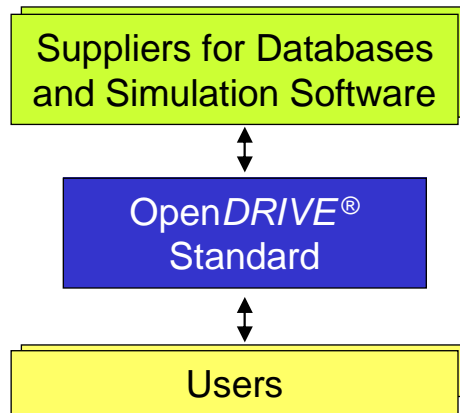 Suppliers for Databases
and Simulation Software
OpenDRIVE®
Standard
Users